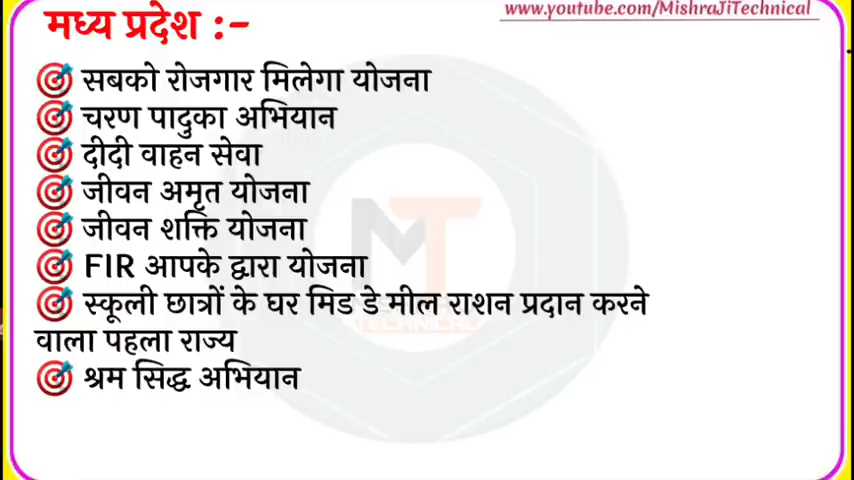 www.youtube.com/MishraJiTechnical
मध्य प्रदेश :-
🎯 सबको रोजगार मिलेगा योजना
🎯 चरण पादुका अभियान
🎯 दीदी वाहन सेवा
🎯 जीवन अमृत योजना
🎯 जीवन शक्ति योजना
🎯 FIR आपके द्वारा योजना
🎯 स्कूली छात्रों के घर मिड डे मील राशन प्रदान करने
वाला पहला राज्य
🎯 श्रम सिद्ध अभियान
MT